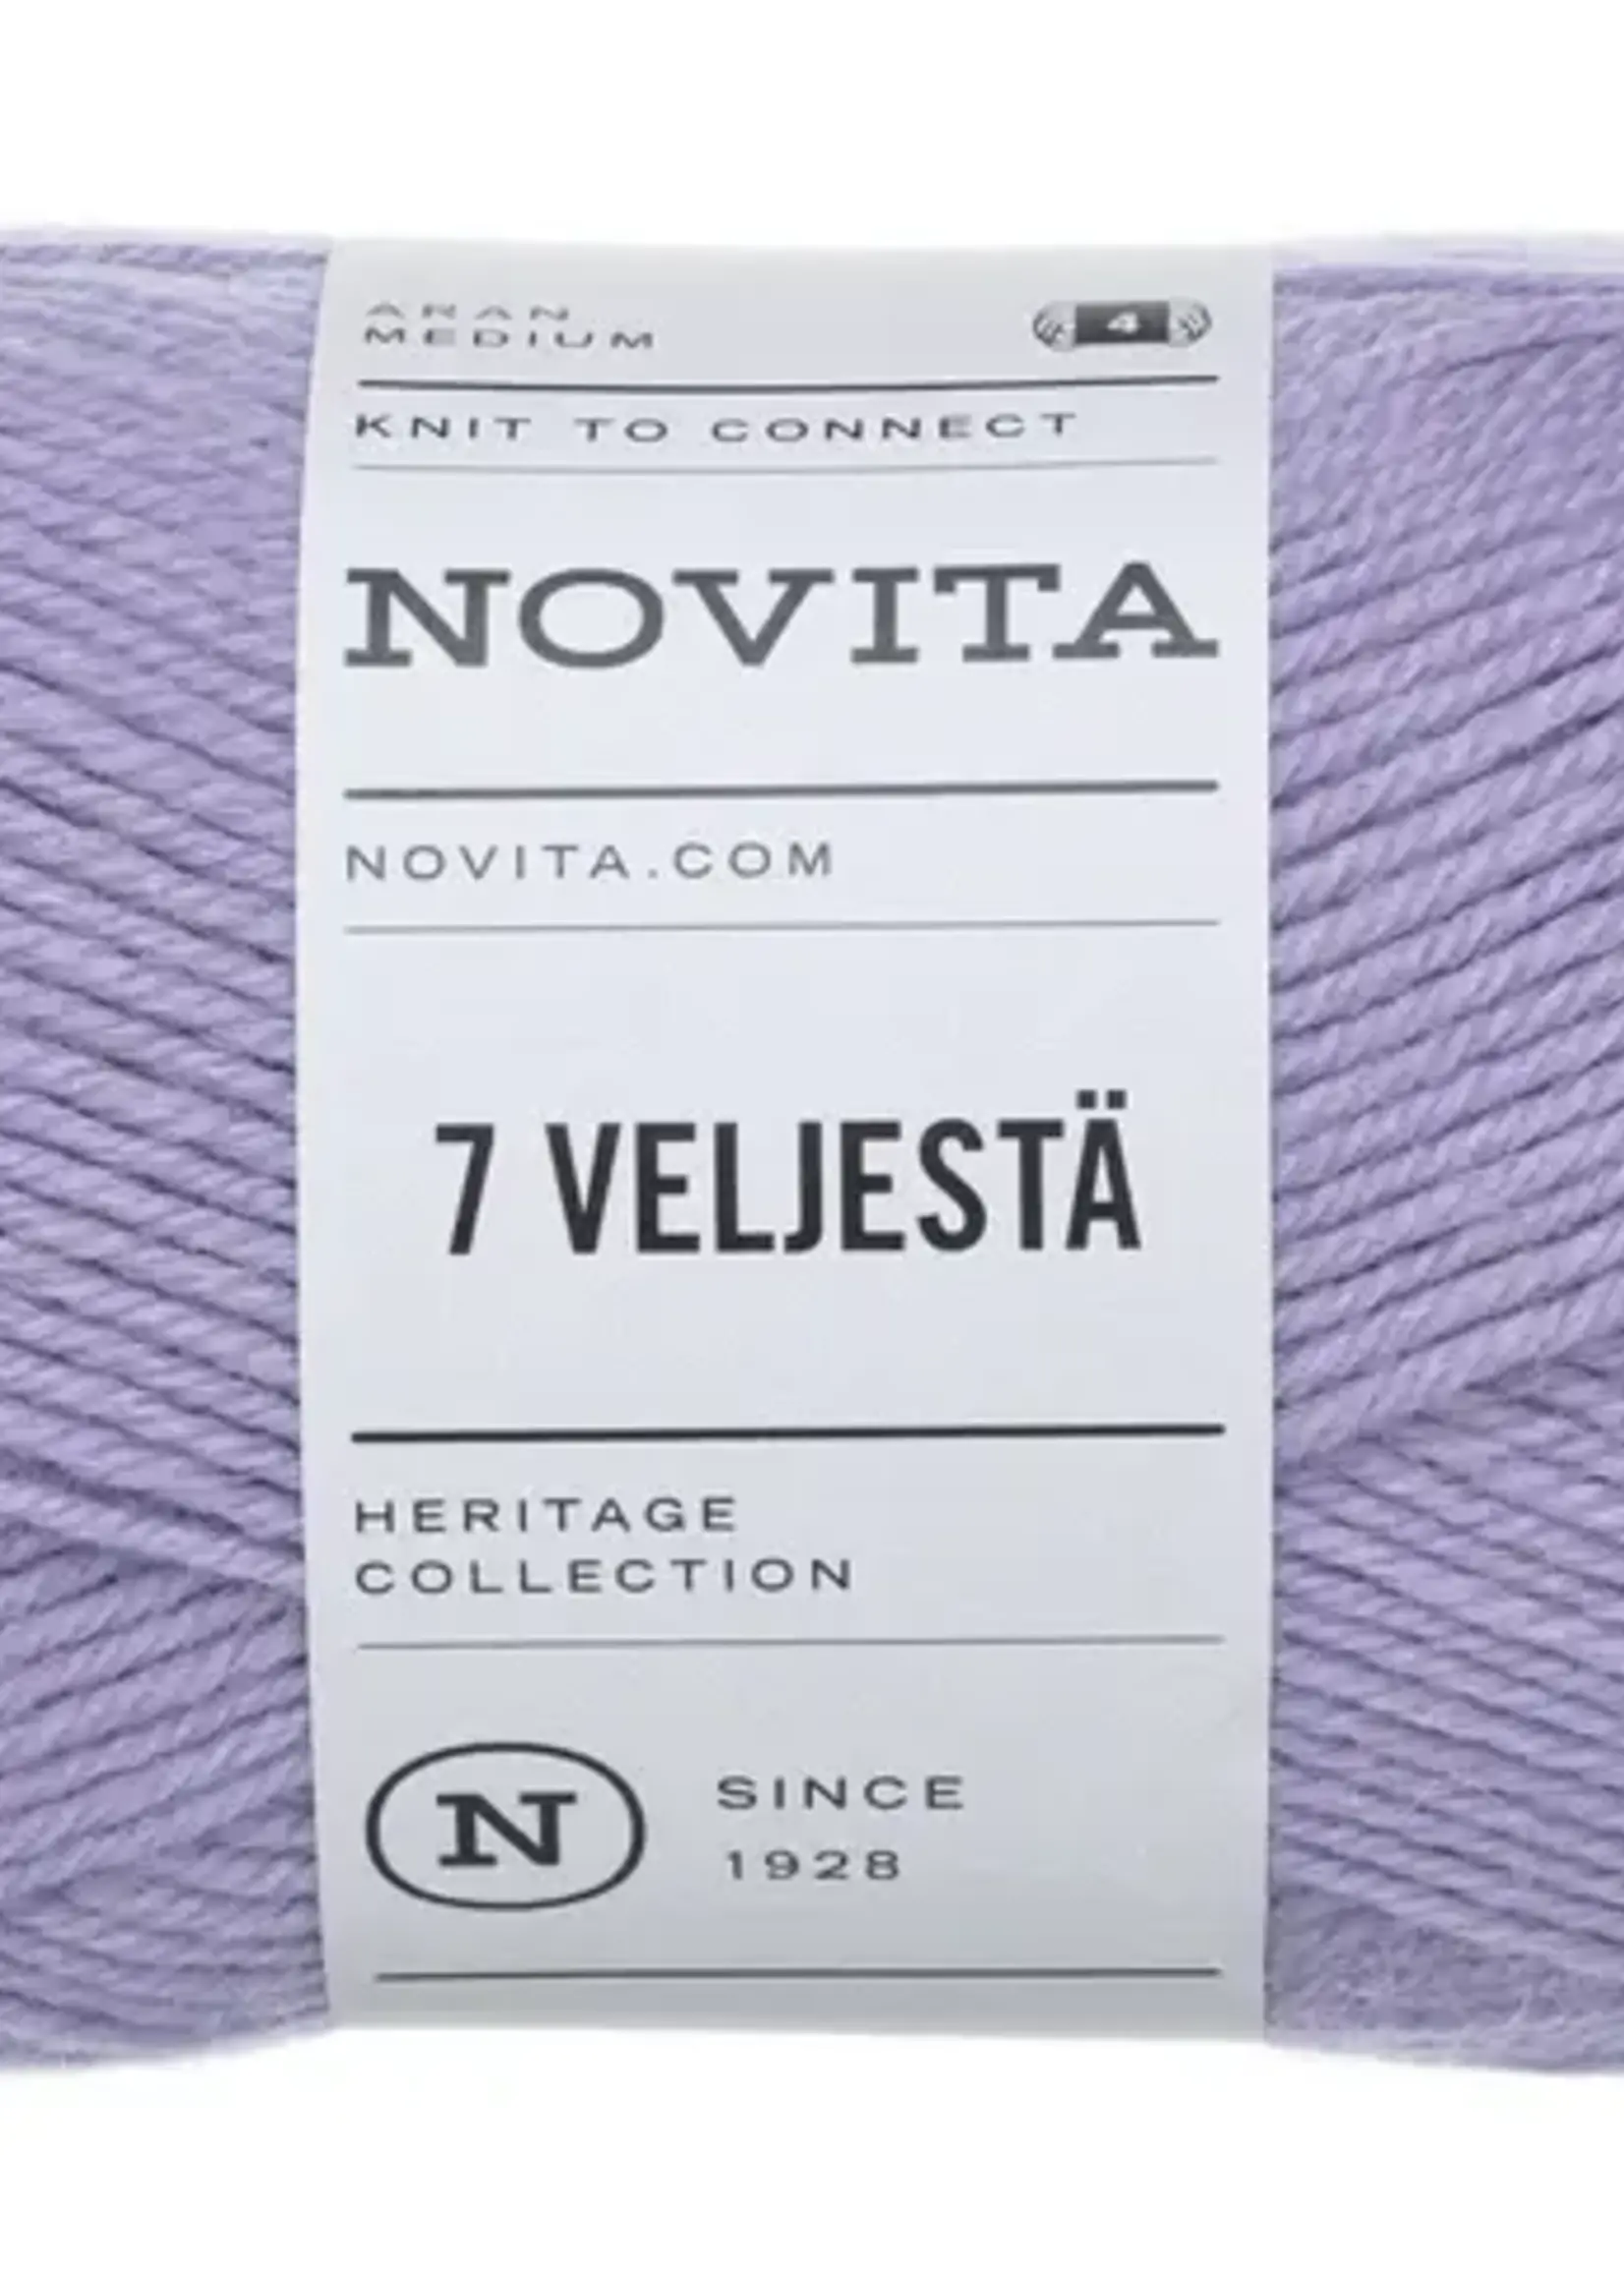 ARAN
MEDIUM
4
KNIT TO CONNECT
NOVITA
NOVITA.COM
7 VELJESTÄ
HERITAGE
COLLECTION
N
SINCE
1928